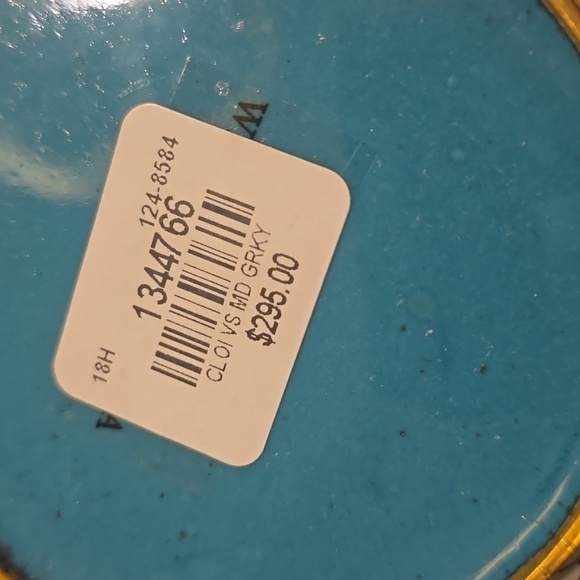 124-8584
1344766
CLOI VS MD GRKY
$295.00
18H